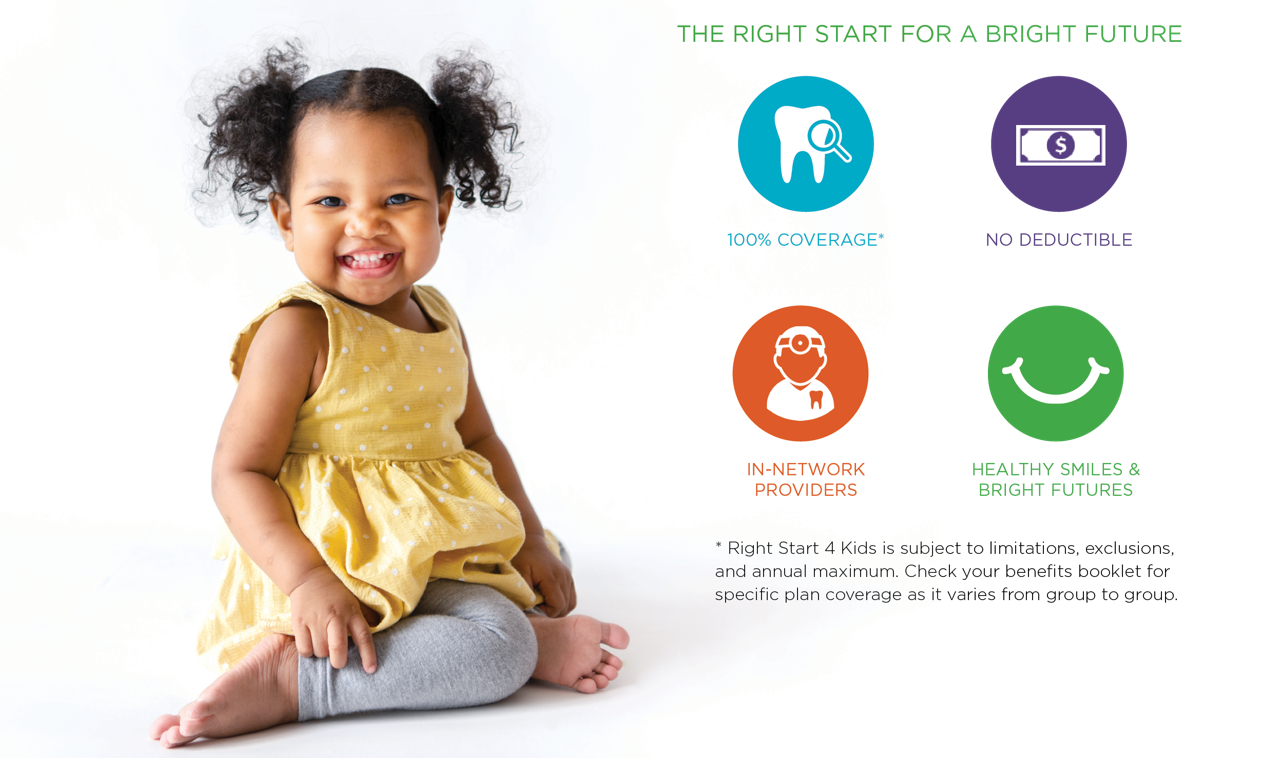 THE RIGHT START FOR A BRIGHT FUTURE
100% COVERAGE*
NO DEDUCTIBLE
IN-NETWORK
PROVIDERS
HEALTHY SMILES &
BRIGHT FUTURES
* Right Start 4 Kids is subject to limitations, exclusions,
and annual maximum. Check your benefits booklet for
specific plan coverage as it varies from group to group.